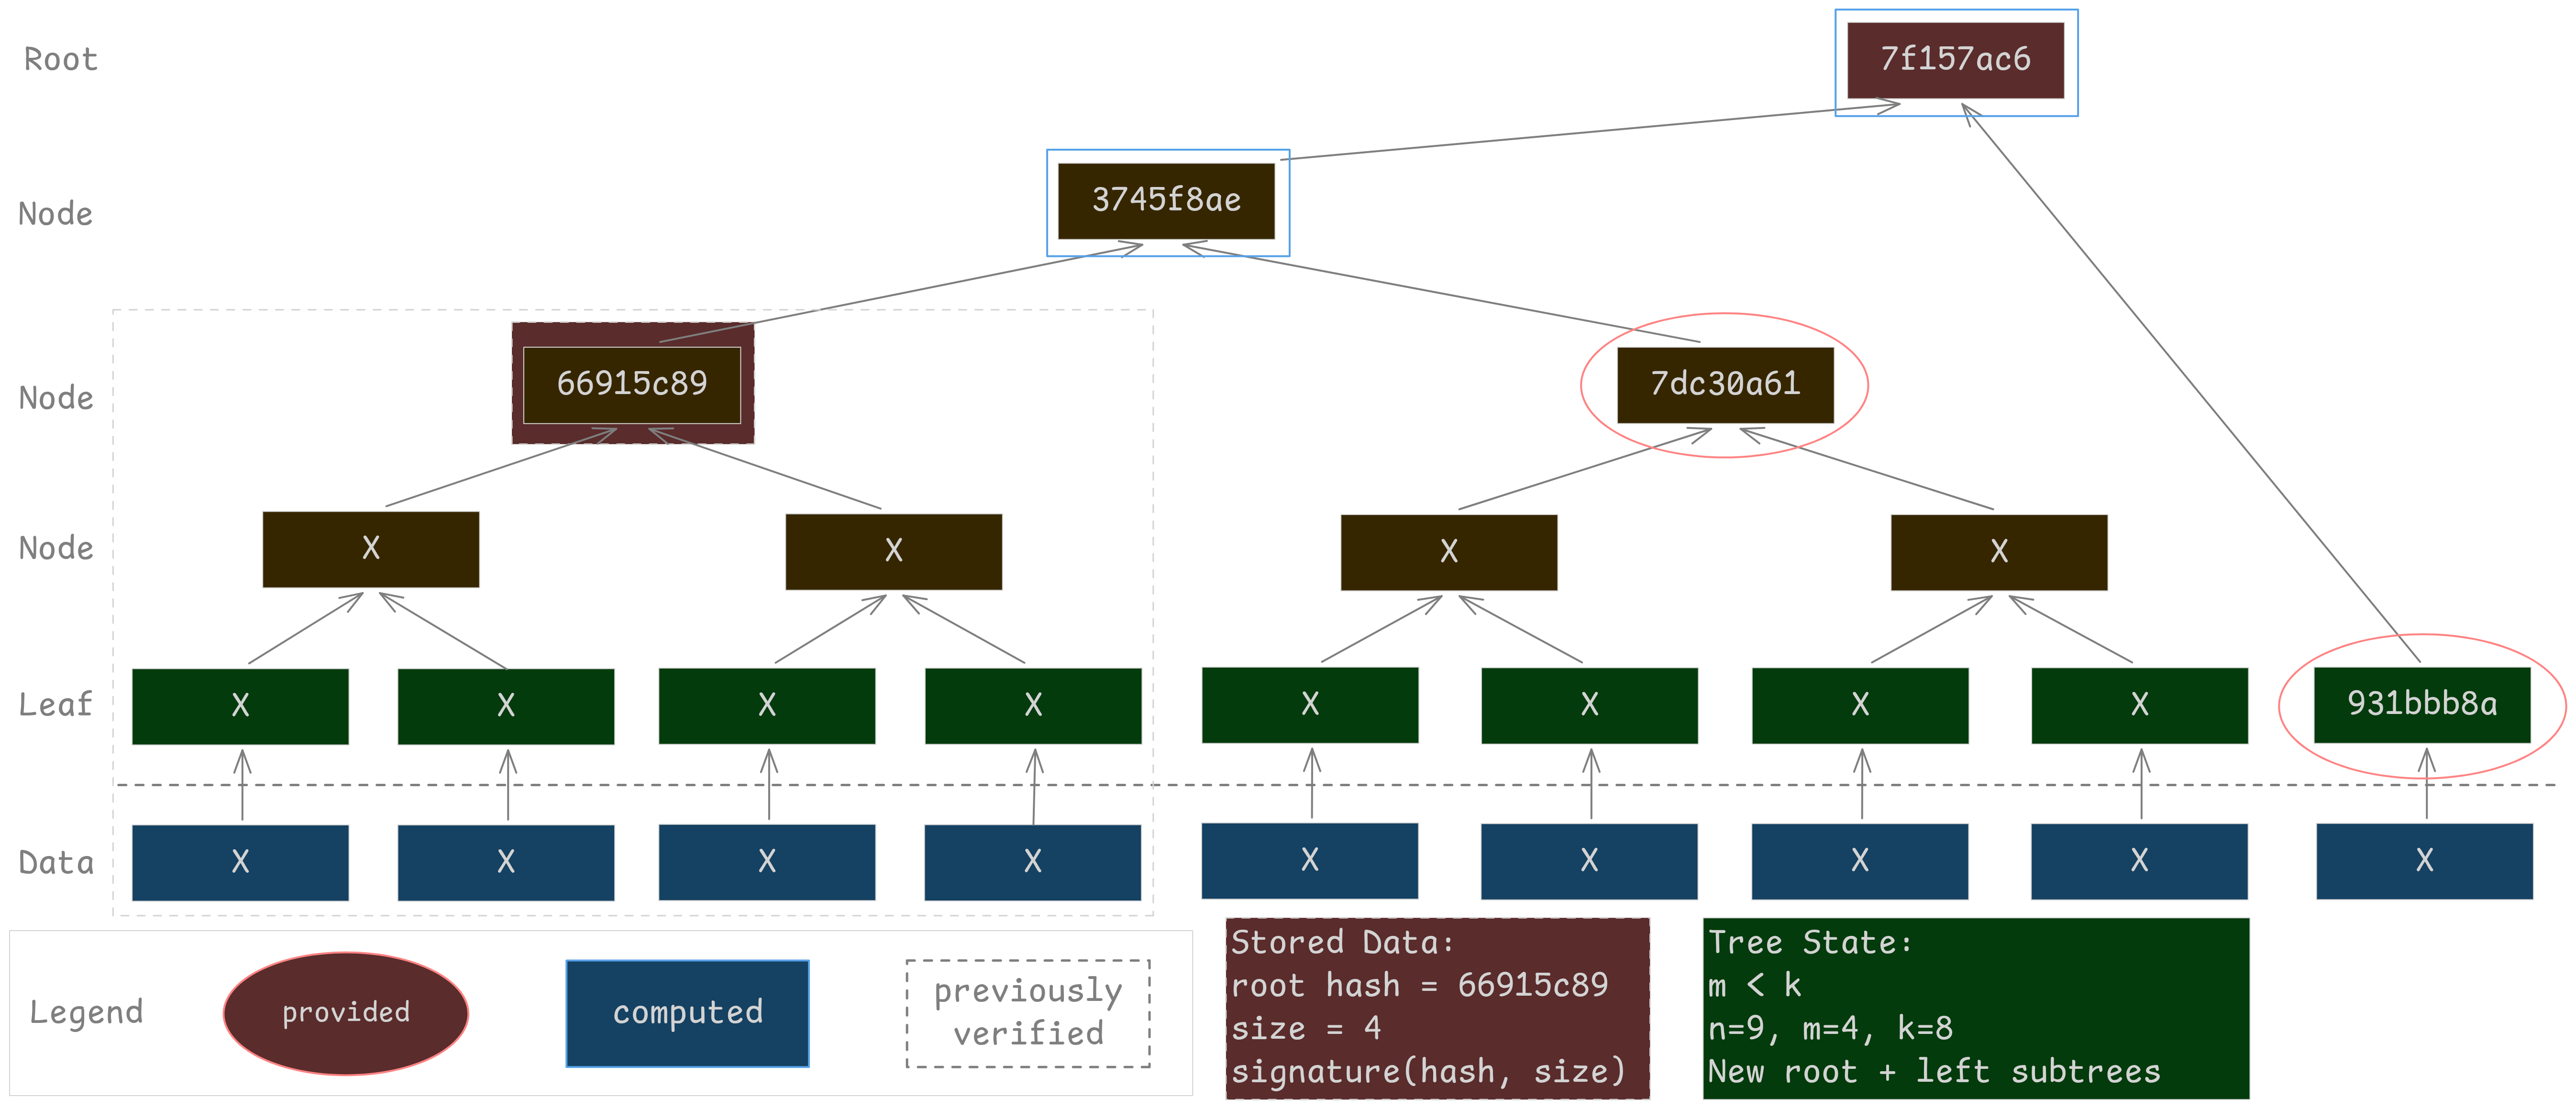 Root
7f157ac6
Node
3745f8ae
Node
66915c89
7dc30a61
Node
X
X
X
X
Leaf
X
X
X
X
X
X
X
X
931bbb8a
Data
X
X
X
X
X
X
X
X
X
Legend
provided
computed
previously
verified
Stored Data:
root hash = 66915c89
size = 4
signature(hash, size)
Tree State:
m < k
n=9, m=4, k=8
New root + left subtrees